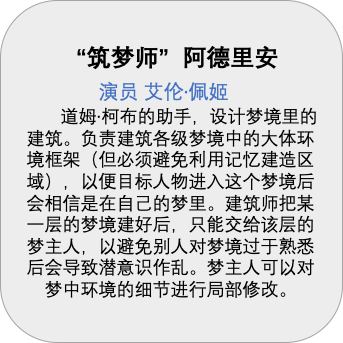 “筑梦师”阿德里安
演员 艾伦·佩姬
道姆·柯布的助手，设计梦境里的
建筑。负责建筑各级梦境中的大体环
境框架（但必须避免利用记忆建造区
域），以便目标人物进入这个梦境后
会相信是在自己的梦里。建筑师把某
一层的梦境建好后，只能交给该层的
梦主人，以避免别人对梦境过于熟悉
后会导致潜意识作乱。梦主人可以对
梦中环境的细节进行局部修改。